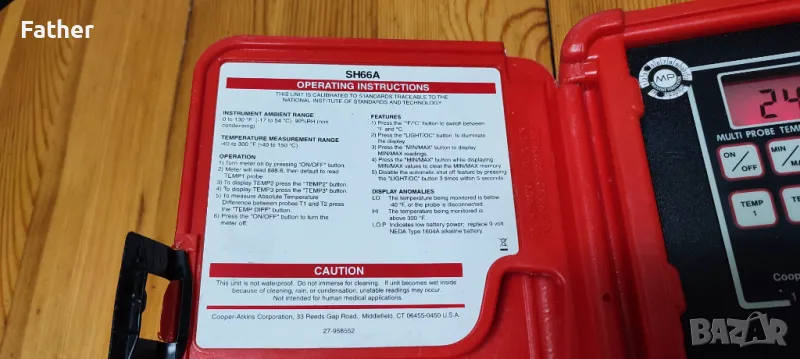 Father
SH66A
OPERATING INSTRUCTIONS
THIS UNIT IS CALIBRATED TO STANDARDS TRACEABLE TO THE
NATIONAL INSTITUTE OF STANDARDS AND TECHNOLOGY
INSTRUMENT AMBIENT RANGE
0 to 130 °F (-17 to 54 °C) 90%RH (non
condensing)
TEMPERATURE MEASUREMENT RANGE
-40 to 300 °F (-40 to 150 °C)
OPERATION
1) Turn meter on by pressing "ON/OFF" button.
2) Meter will read 888.8, then default to read
TEMP1 probe.
3) To display TEMP2 press the "TEMP2" button.
4) To display TEMP3 press the "TEMP3" button.
5) To measure Absolute Temperature
Difference between probes T1 and T2 press
the "TEMP DIFF" button.
6) Press the "ON/OFF" button to turn the
meter off.
FEATURES
1) Press the "°F/°C" button to switch between
°F and °C.
2) Press the "LIGHT/OC" button to illuminate
the display.
3) Press the "MIN/MAX" button to display
MIN/MAX readings.
4) Press the "MIN/MAX" button while displaying
MIN/MAX values to clear the MIN/MAX memory.
5) Disable the automatic shut off feature by pressing
the "LIGHT/OC" button 3 times within 5 seconds.
DISPLAY ANOMALIES
LO The temperature being monitored is below
-40 °F, or the probe is disconnected.
HI The temperature being monitored is
above 300 °F.
L.O.P Indicates low battery power; replace 9 volt
NEDA Type 1604A alkaline battery.
CAUTION
This unit is not waterproof. Do not immerse for cleaning. If unit becomes wet inside
because of cleaning, rain, or condensation, unstable readings may occur.
Not intended for human medical applications.
Cooper-Atkins Corporation, 33 Reeds Gap Road, Middlefield, CT 06455-0450 U.S.A.
27-958552
MP
24
MULTI PROBE TEM
ON/OFF
MIN/
MA
TEMP
1
TE
Coope
1
BAZAR.bg